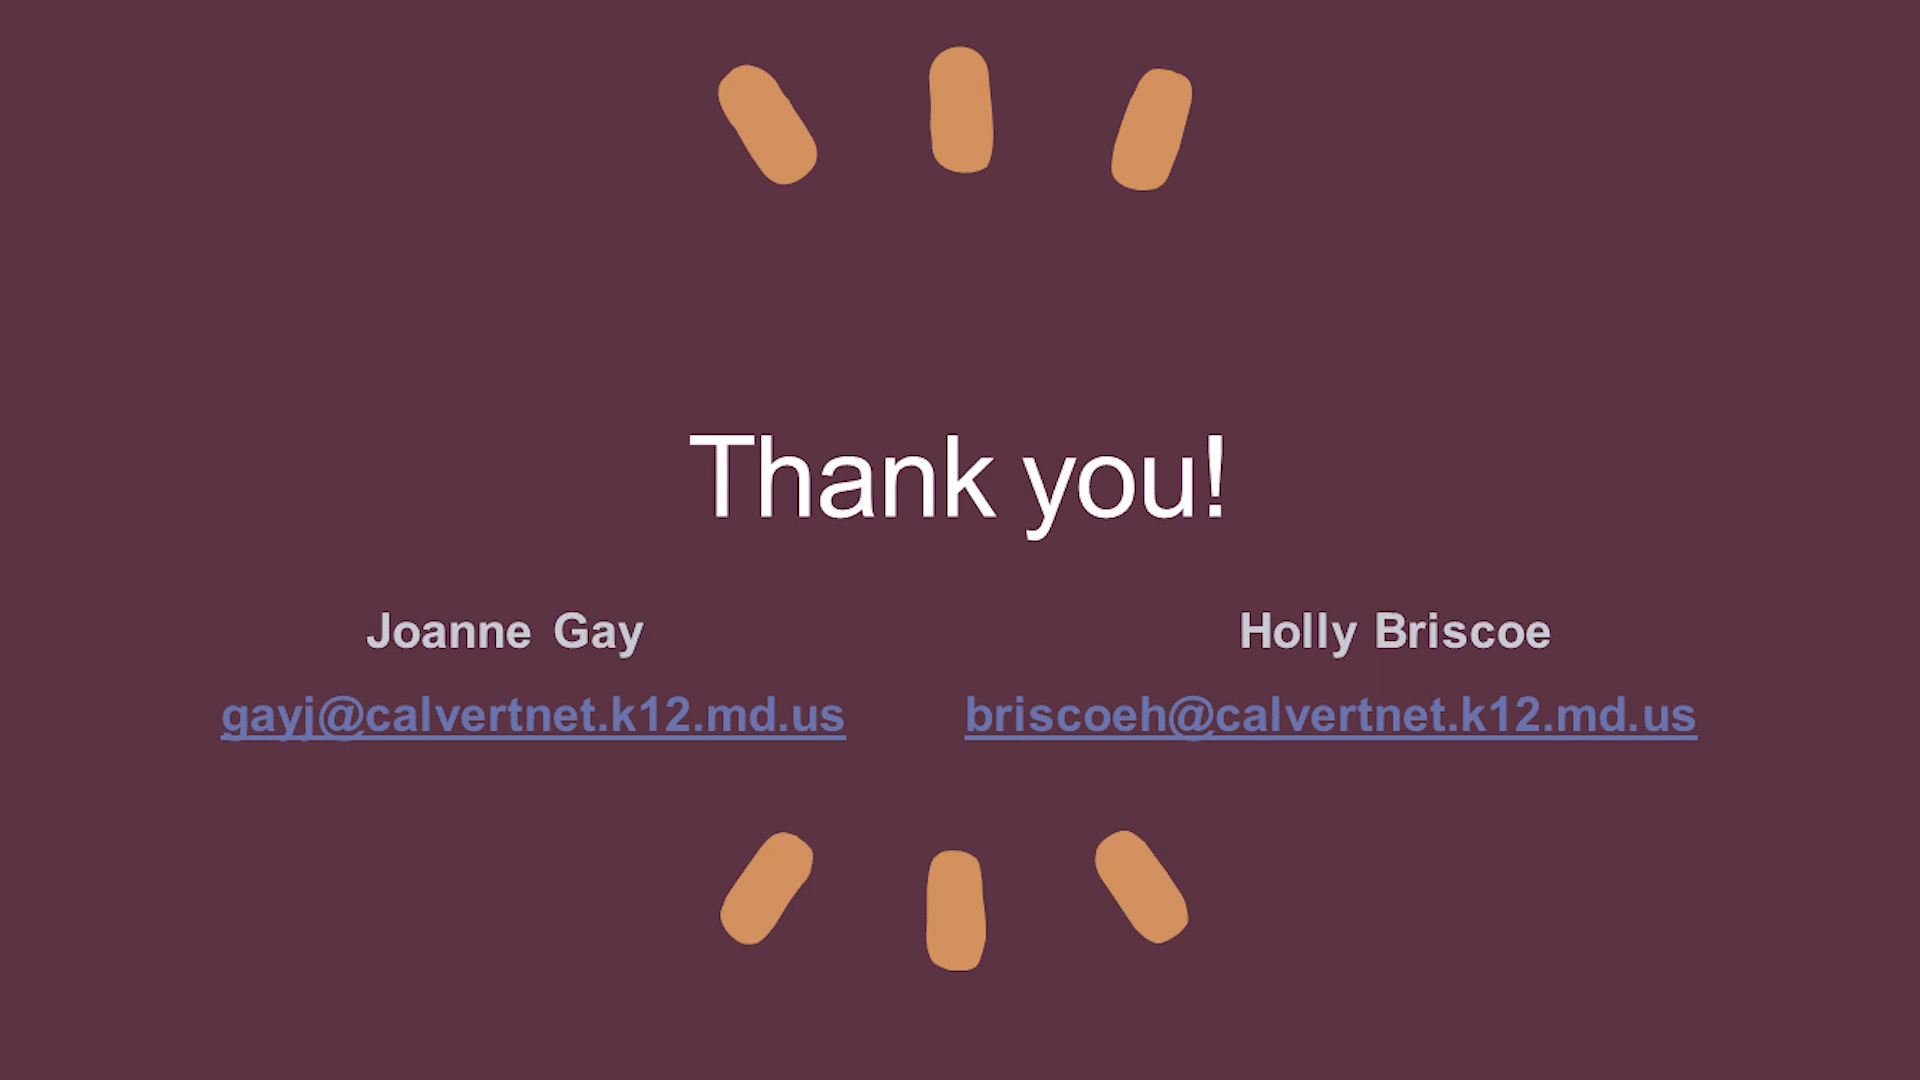 Thank you!
Joanne Gay
Holly Briscoe
gayj@calvertnet.k12.md.us
briscoeh@calvertnet.k12.md.us